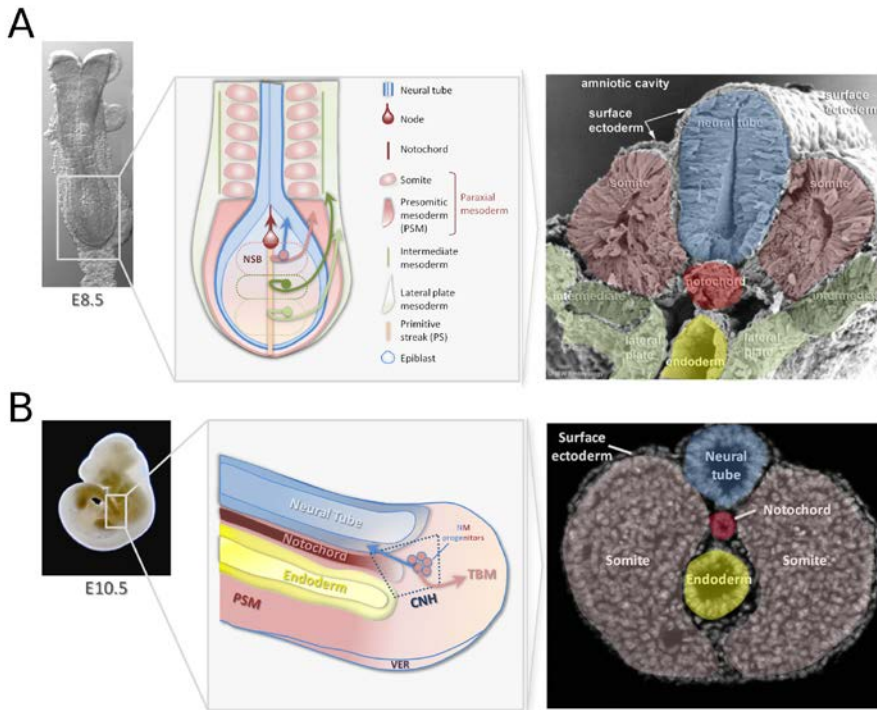 A
E8.5
NSB
Neural tube
Node
Notochord
Somite
Presomitic
mesoderm
(PSM)
Paraxial
mesoderm
Intermediate
mesoderm
Lateral plate
mesoderm
Primitive
streak (PS)
Epiblast
amniotic cavity
surface
ectoderm
surface
ectoderm
neural tube
somite
somite
notochord
intermediate
intermediate
lateral
plate
lateral
plate
endoderm
B
E10.5
Neural Tube
Notochord
Endoderm
NM
progenitors
TBM
CNH
PSM
VER
Surface
ectoderm
Neural
tube
Notochord
Somite
Somite
Endoderm